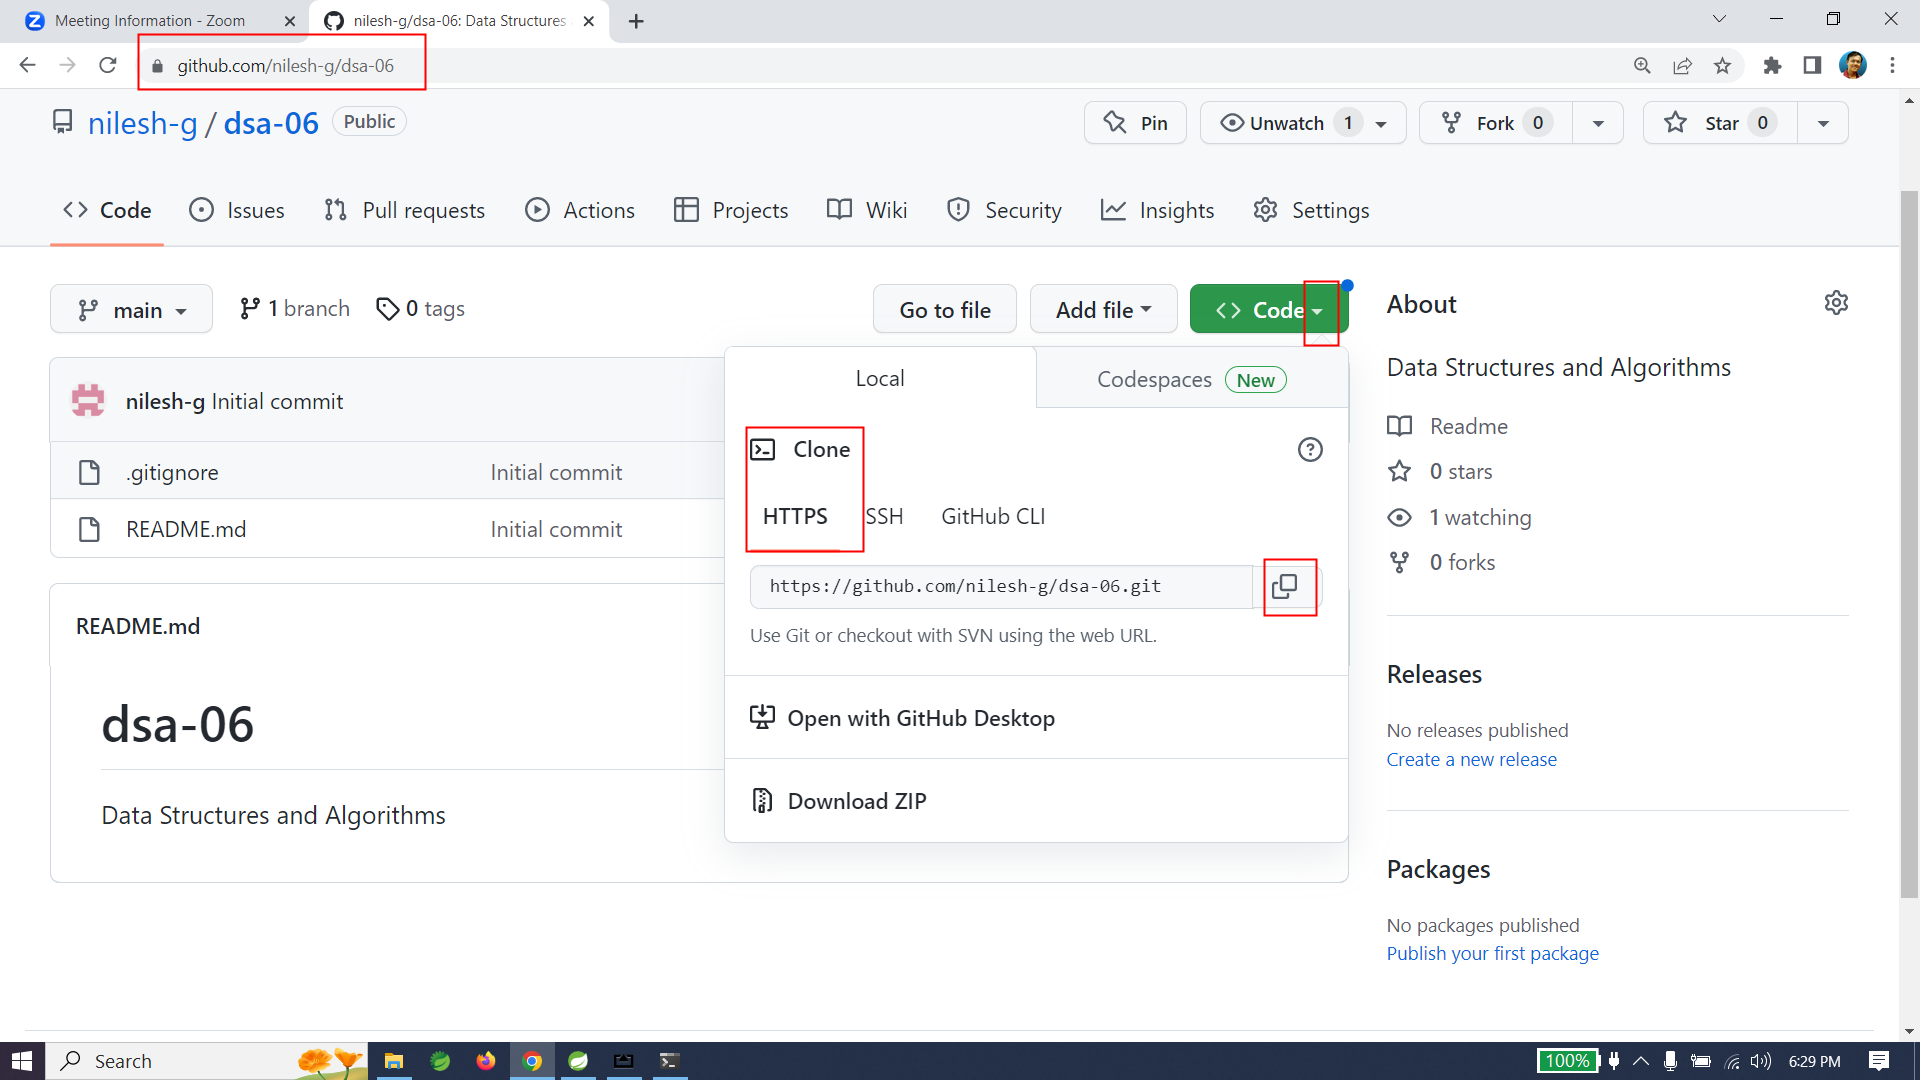 Meeting Information - Zoom
nilesh-g/dsa-06: Data Structures
github.com/nilesh-g/dsa-06
nilesh-g / dsa-06 Public
Pin
Unwatch 1
Fork 0
Star 0
Code
Issues
Pull requests
Actions
Projects
Wiki
Security
Insights
Settings
main
1 branch
0 tags
Go to file
Add file
Code
nilesh-g Initial commit
.gitignore Initial commit
README.md Initial commit
README.md
dsa-06
Data Structures and Algorithms
Local
Codespaces New
Clone
HTTPS
SSH
GitHub CLI
https://github.com/nilesh-g/dsa-06.git
Use Git or checkout with SVN using the web URL.
Open with GitHub Desktop
Download ZIP
About
Data Structures and Algorithms
Readme
0 stars
1 watching
0 forks
Releases
No releases published
Create a new release
Packages
No packages published
Publish your first package
Search
100%
6:29 PM